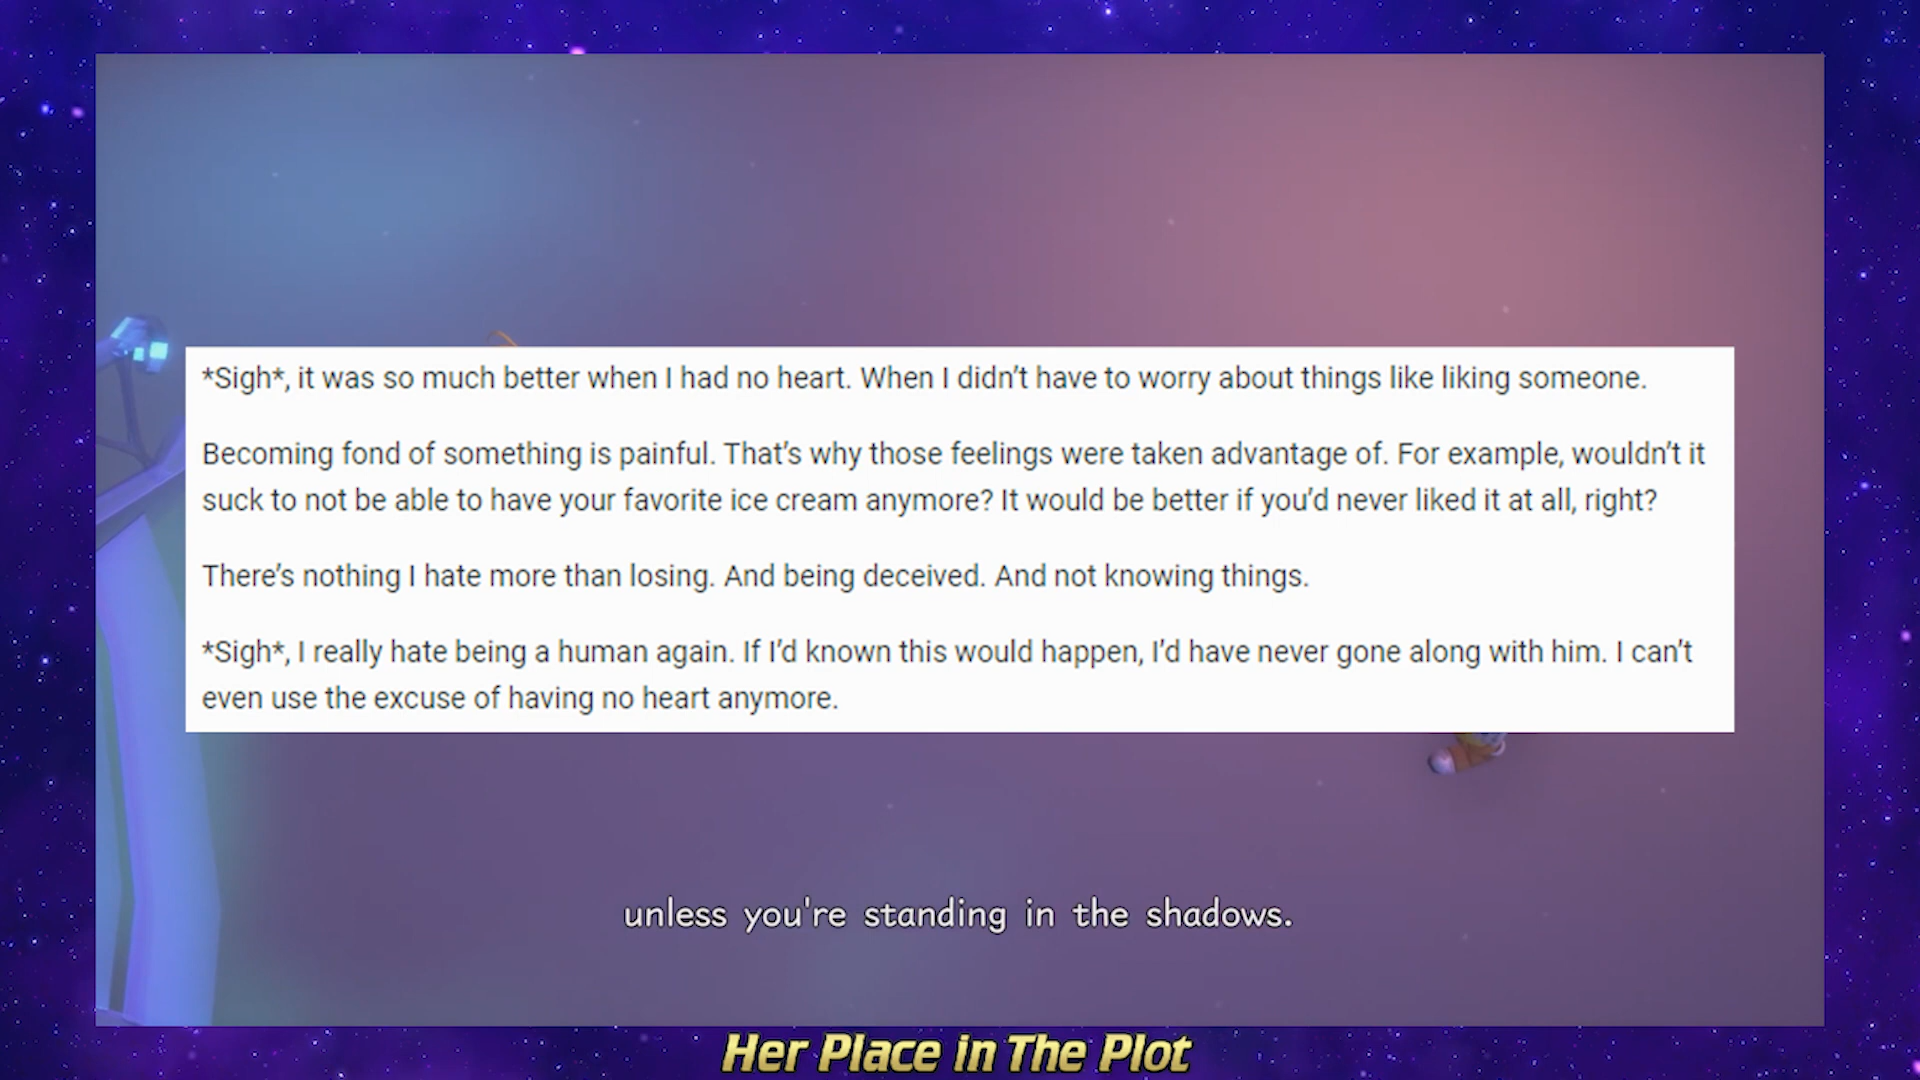 *Sigh*, it was so much better when I had no heart. When I didn’t have to worry about things like liking someone.
Becoming fond of something is painful. That’s why those feelings were taken advantage of. For example, wouldn’t it
suck to not be able to have your favorite ice cream anymore? It would be better if you’d never liked it at all, right?
There’s nothing I hate more than losing. And being deceived. And not knowing things.
*Sigh*, I really hate being a human again. If I’d known this would happen, I’d have never gone along with him. I can’t
even use the excuse of having no heart anymore.
unless you're standing in the shadows.
Her Place in The Plot